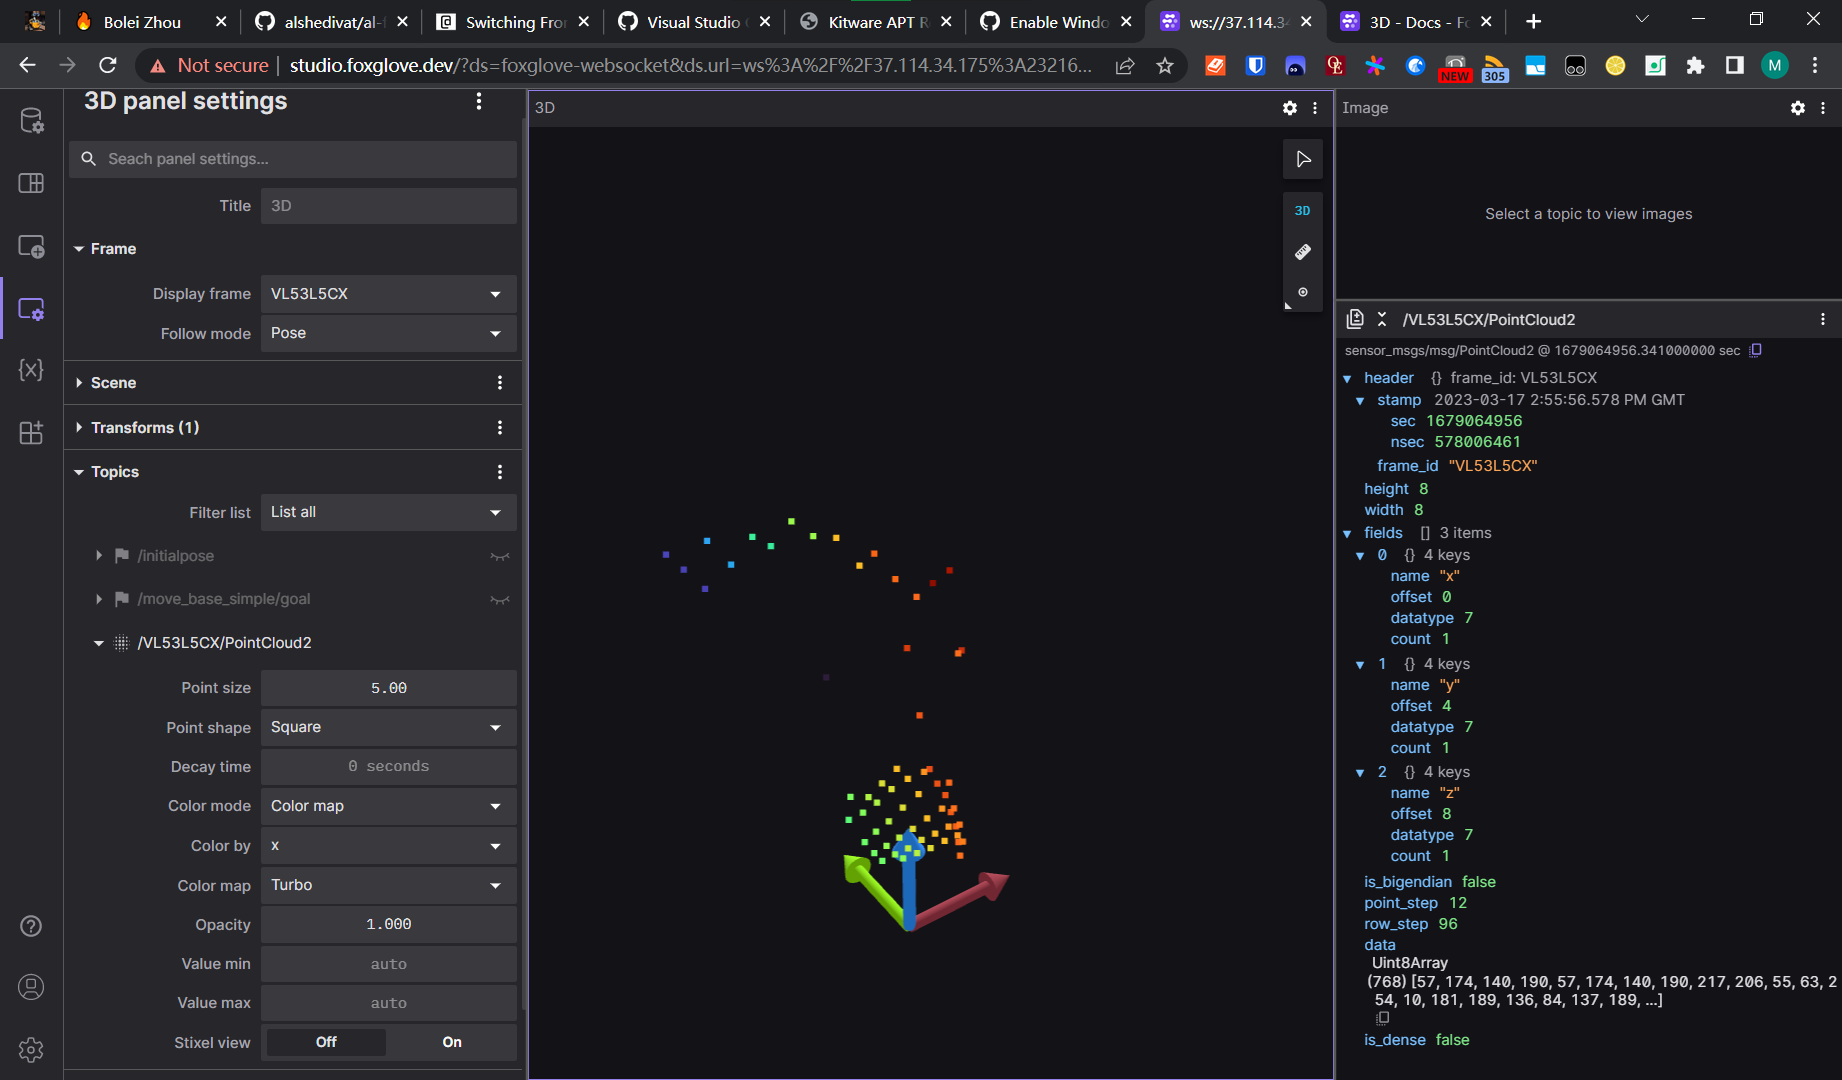 Bolei Zhou
alshedivat/al-f
Switching Fro
Visual Studio
Kitware APT R
Enable Windo
ws://37.114.34
3D - Docs - Fo
Not secure
studio.foxglove.dev/?ds=foxglove-websocket&ds.url=ws%3A%2F%2F37.114.34.175%3A23216...
NEW
305
M
3D panel settings
Seach panel settings...
Title
3D
Frame
Display frame
VL53L5CX
Follow mode
Pose
Scene
Transforms (1)
Topics
Filter list
List all
/initialpose
/move_base_simple/goal
/VL53L5CX/PointCloud2
Point size
5.00
Point shape
Square
Decay time
0 seconds
Color mode
Color map
Color by
x
Color map
Turbo
Opacity
1.000
Value min
auto
Value max
auto
Stixel view
Off
On
3D
3D
Image
Select a topic to view images
/VL53L5CX/PointCloud2
sensor_msgs/msg/PointCloud2 @ 1679064956.341000000 sec
header {} frame_id: VL53L5CX
stamp 2023-03-17 2:55:56.578 PM GMT
sec 1679064956
nsec 578006461
frame_id "VL53L5CX"
height 8
width 8
fields [] 3 items
0 {} 4 keys
name "x"
offset 0
datatype 7
count 1
1 {} 4 keys
name "y"
offset 4
datatype 7
count 1
2 {} 4 keys
name "z"
offset 8
datatype 7
count 1
is_bigendian false
point_step 12
row_step 96
data
Uint8Array
(768) [57, 174, 140, 190, 57, 174, 140, 190, 217, 206, 55, 63, 2
54, 10, 181, 189, 136, 84, 137, 189, ...]
is_dense false